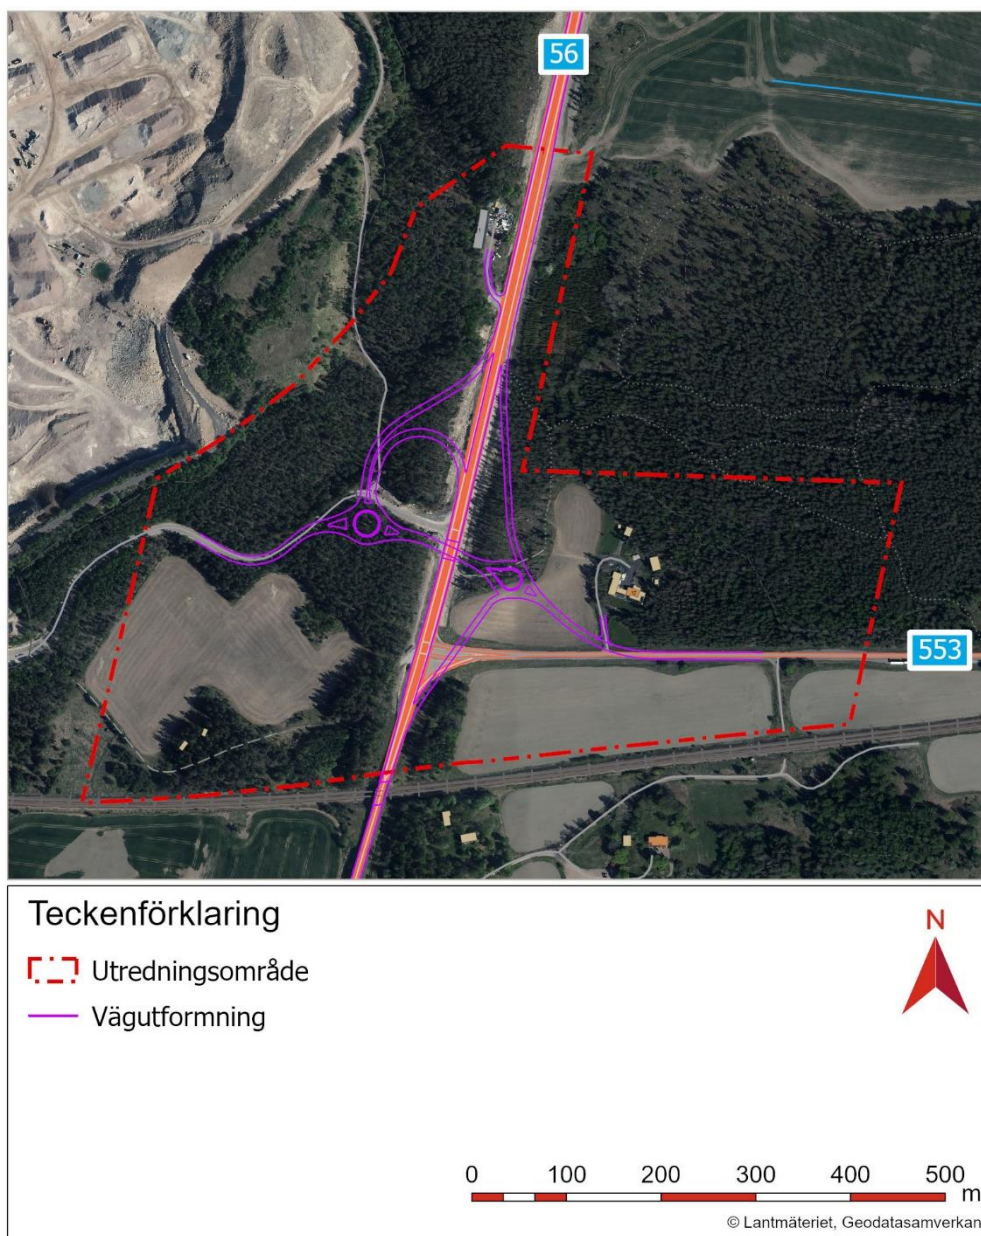 56
553
Teckenförklaring
Utredningsområde
Vägutformning
N
0 100 200 300 400 500
m
© Lantmäteriet, Geodatasamverkan